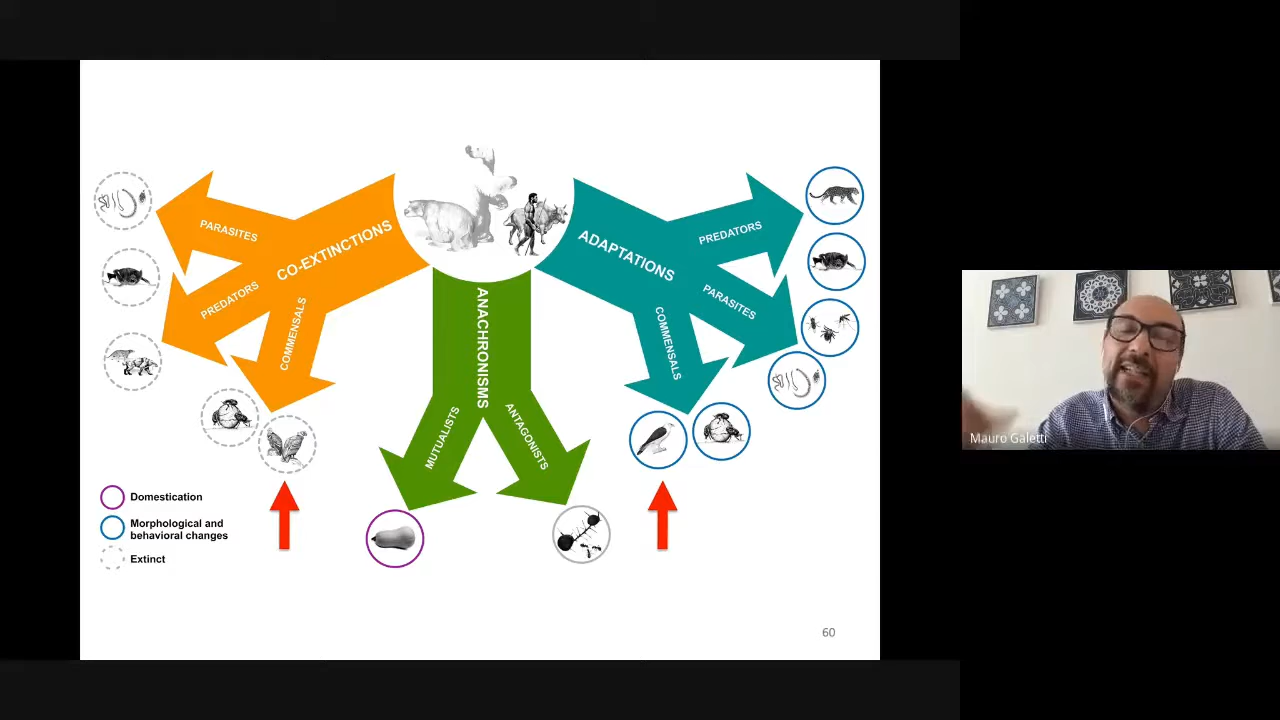 PARASITES
CO-EXTINCTIONS
PREDATORS
COMMENSALS
ANACHRONISMS
MUTUALISTS
ANTAGONISTS
ADAPTATIONS
PREDATORS
PARASITES
COMMENSALS
Domestication
Morphological and
behavioral changes
Extinct
60
Mauro Galetti